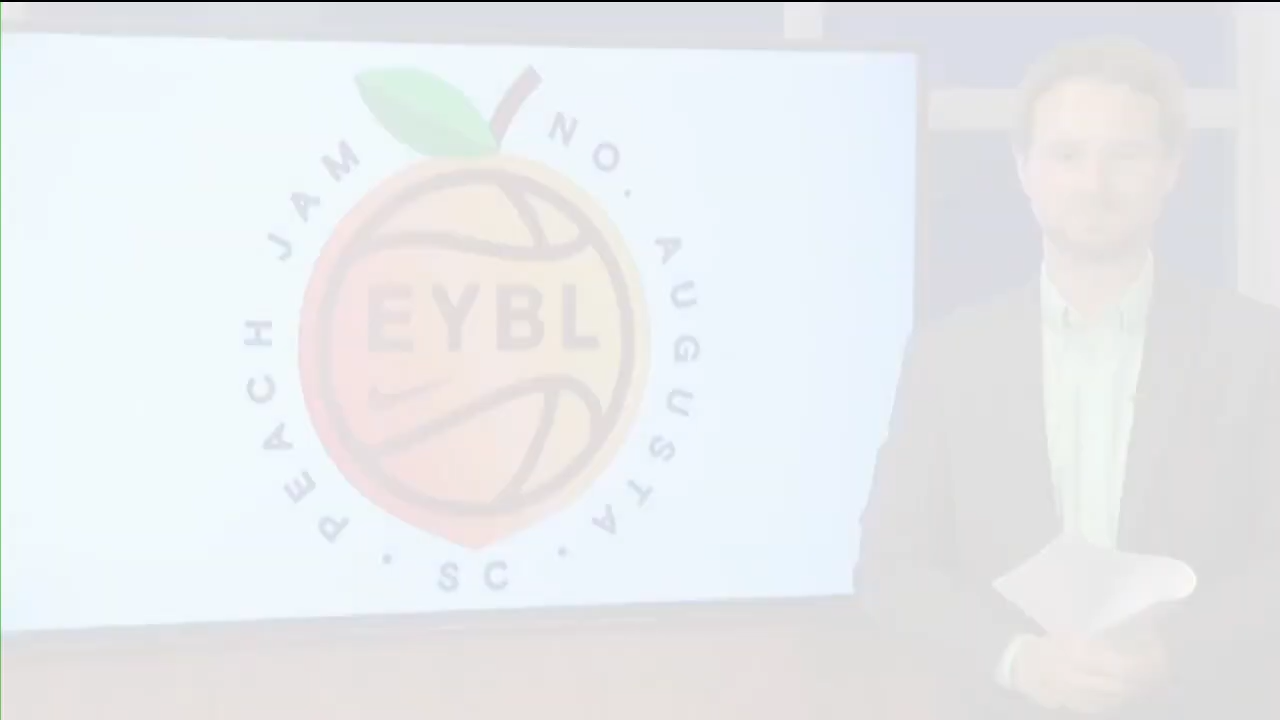 PEACH JAM
NO. AUGUSTA
• SC •
EYBL